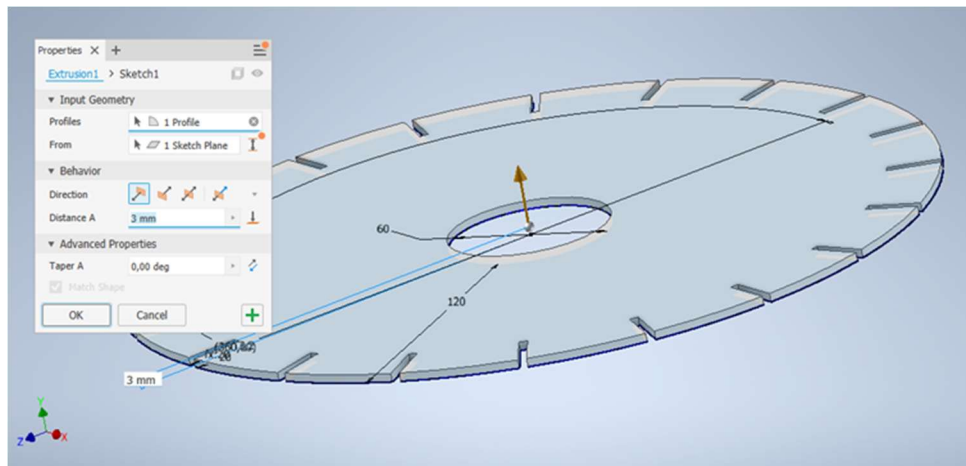 Properties
Extrusion1 > Sketch1
Input Geometry
Profiles 1 Profile
From 1 Sketch Plane
Behavior
Direction
Distance A 3 mm
Advanced Properties
Taper A 0,00 deg
Match Shape
OK Cancel
60
120
3 mm
Y
Z X